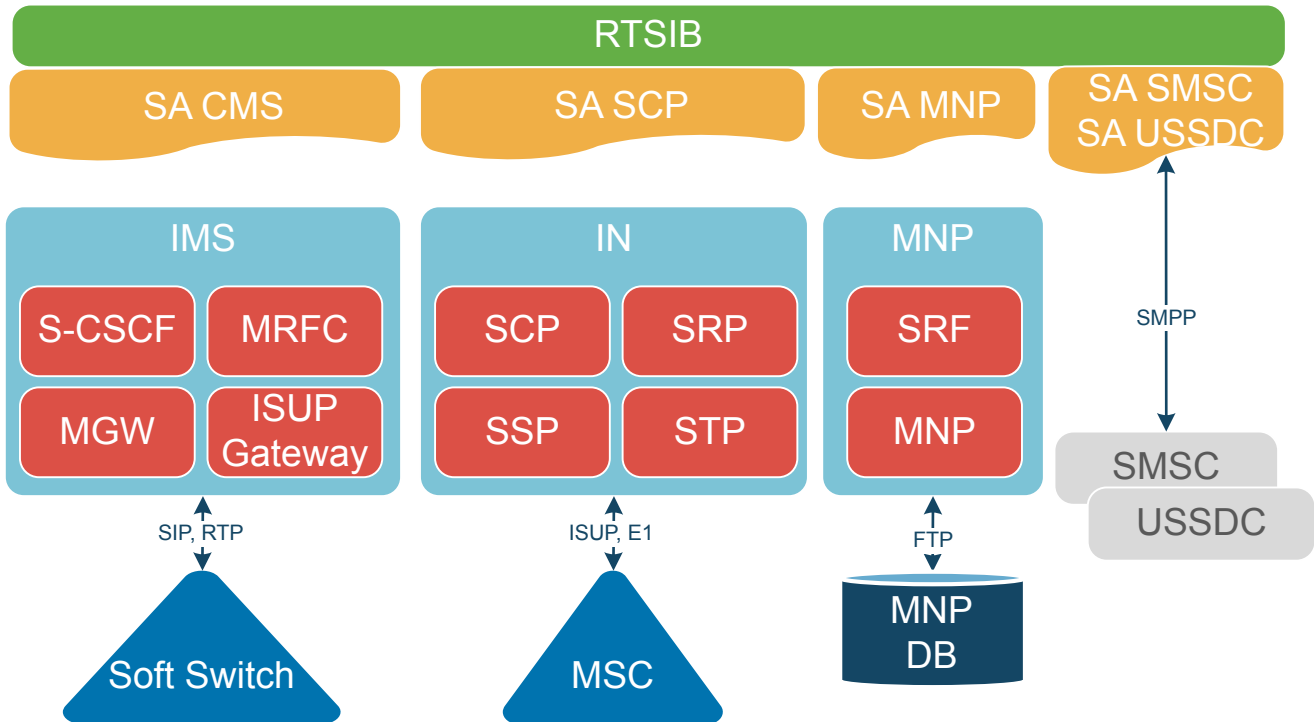 RTSIB
SA CMS
SA SCP
SA MNP
SA SMSC
SA USSDC
IMS
S-CSCF
MRFC
MGW
ISUP
Gateway
IN
SCP
SRP
SSP
STP
MNP
SRF
MNP
SMPP
SMSC
USSDC
SIP, RTP
ISUP, E1
FTP
Soft Switch
MSC
MNP
DB